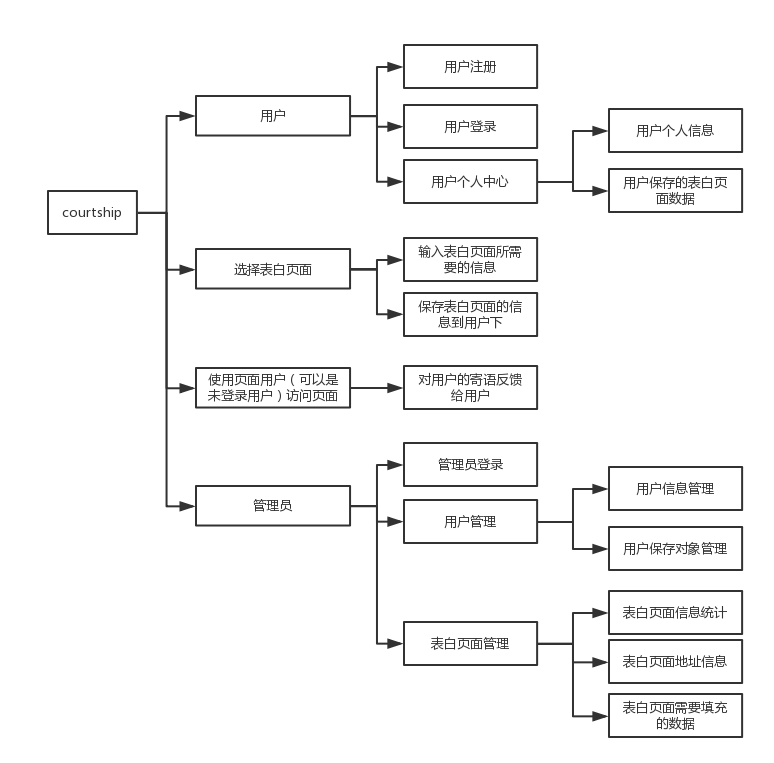 courtship
用户
用户注册
用户登录
用户个人中心
用户个人信息
用户保存的表白页
面数据
选择表白页面
输入表白页面所需
要的信息
保存表白页面的信
息到用户下
使用页面用户（可以是
未登录用户）访问页面
对用户的寄语反馈
给用户
管理员
管理员登录
用户管理
用户信息管理
用户保存对象管理
表白页面管理
表白页面信息统计
表白页面地址信息
表白页面需要填充
的数据